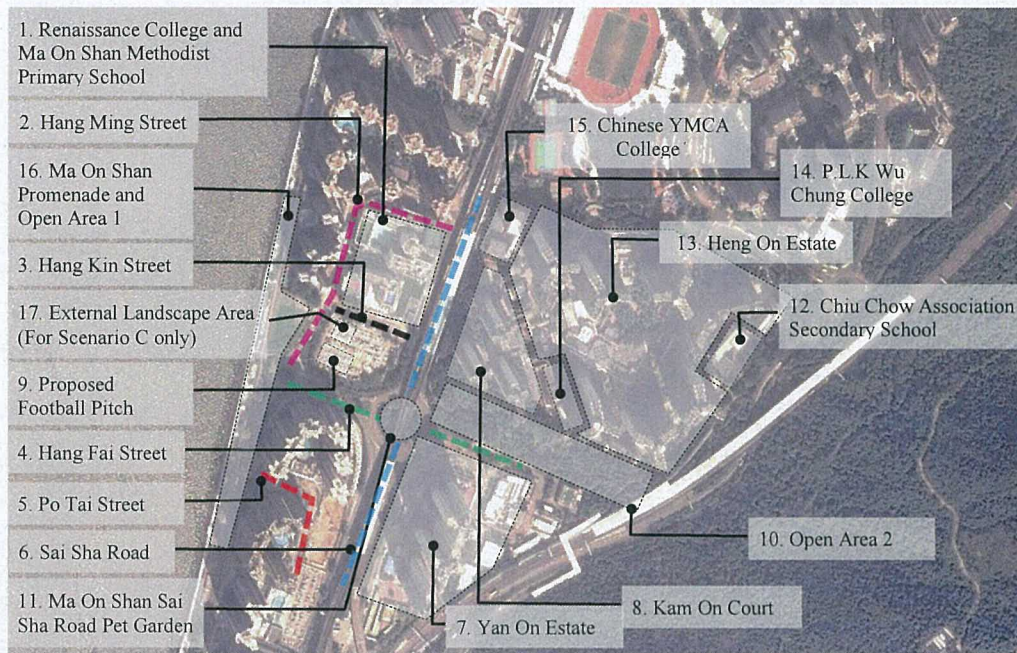 1. Renaissance College and
Ma On Shan Methodist
Primary School
2. Hang Ming Street
16. Ma On Shan
Promenade and
Open Area 1
3. Hang Kin Street
17. External Landscape Area
(For Scenario C only)
9. Proposed
Football Pitch
4. Hang Fai Street
5. Po Tai Street
6. Sai Sha Road
11. Ma On Shan Sai
Sha Road Pet Garden
15. Chinese YMCA
College
14. P.L.K Wu
Chung College
13. Heng On Estate
12. Chiu Chow Association
Secondary School
10. Open Area 2
8. Kam On Court
7. Yan On Estate